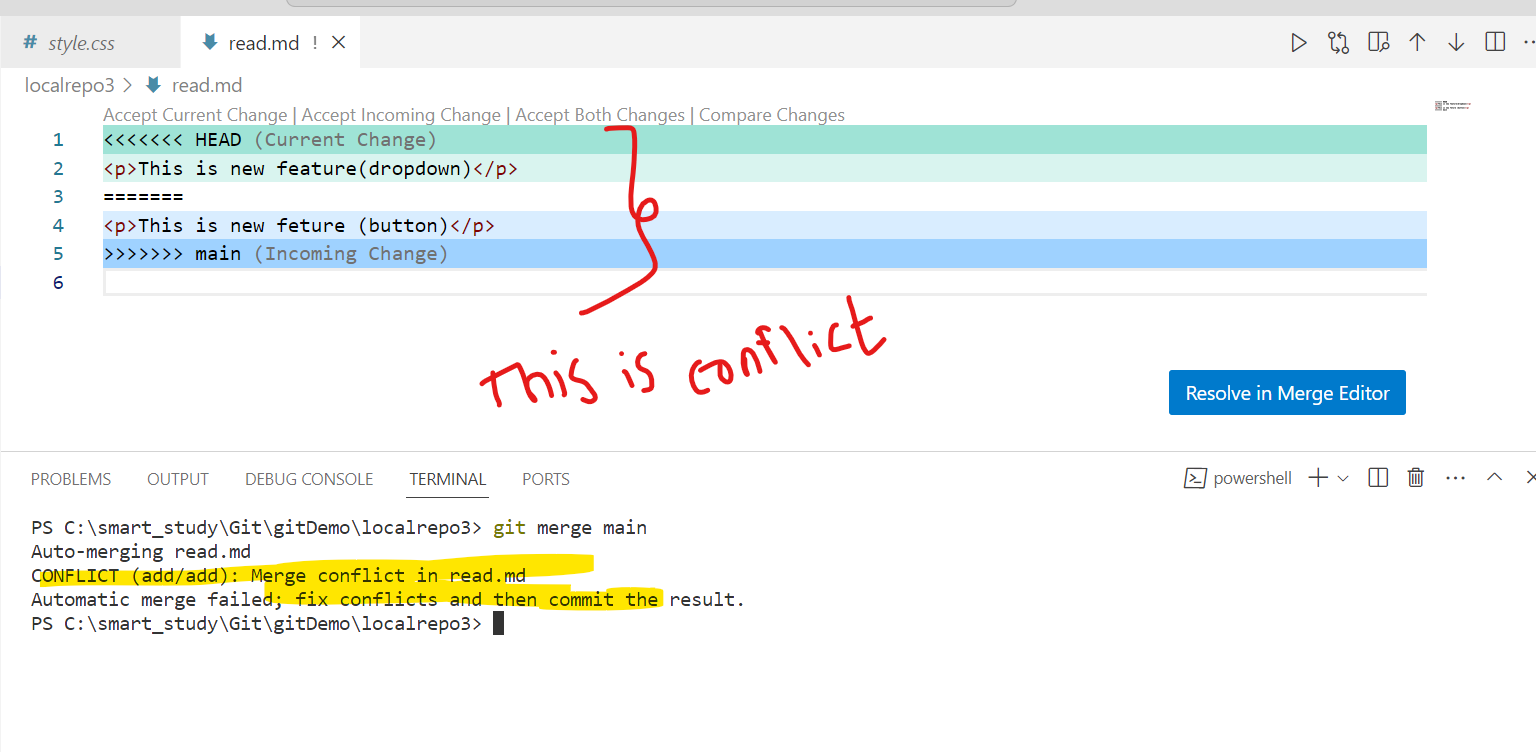 # style.css read.md !
localrepo3 > read.md
Accept Current Change | Accept Incoming Change | Accept Both Changes | Compare Changes
1 <<<<<<< HEAD (Current Change)
2 <p>This is new feature(dropdown)</p>
3 =======
4 <p>This is new feture (button)</p>
5 >>>>>>> main (Incoming Change)
6
This is conflict
Resolve in Merge Editor
PROBLEMS OUTPUT DEBUG CONSOLE TERMINAL PORTS powershell
PS C:\smart_study\Git\gitDemo\localrepo3> git merge main
Auto-merging read.md
CONFLICT (add/add): Merge conflict in read.md
Automatic merge failed; fix conflicts and then commit the result.
PS C:\smart_study\Git\gitDemo\localrepo3>